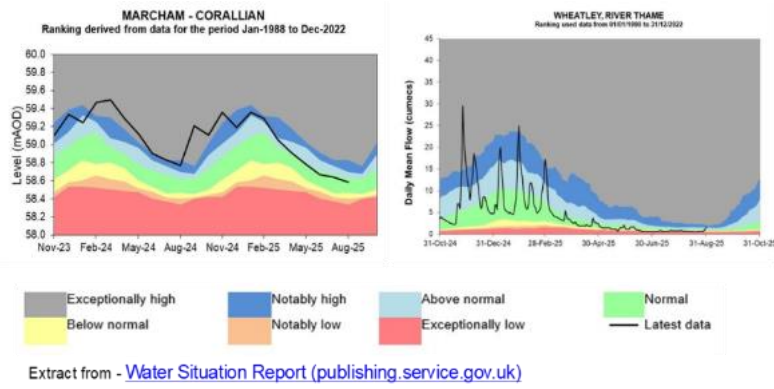 MARCHAM - CORALLIAN
Ranking derived from data for the period Jan-1988 to Dec-2022
Level (mAOD)
60.0
59.8
59.6
59.4
59.2
59.0
58.8
58.6
58.4
58.2
58.0
Nov-23 Feb-24 May-24 Aug-24 Nov-24 Feb-25 May-25 Aug-25
WHEATLEY, RIVER THAME
Ranking used data from 01/01/1990 to 31/12/2022
Daily Mean Flow (cumecs)
45
40
35
30
25
20
15
10
5
0
31-Oct-24 31-Dec-24 28-Feb-25 30-Apr-25 30-Jun-25 31-Aug-25 31-Oct-25
Exceptionally high Notably high Above normal Normal
Below normal Notably low Exceptionally low Latest data
Extract from - Water Situation Report (publishing.service.gov.uk)